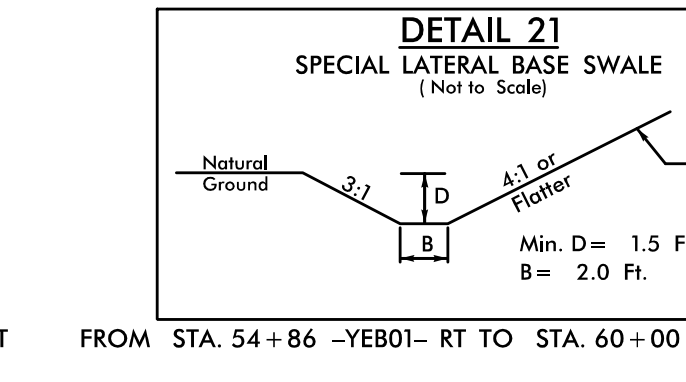 DETAIL 21
SPECIAL LATERAL BASE SWALE
( Not to Scale)
Natural
Ground
3:1
D
4:1 or
Flatter
B
Min. D = 1.5 F
B = 2.0 Ft.
T
FROM STA. 54+86 -YEB01- RT TO STA. 60+00